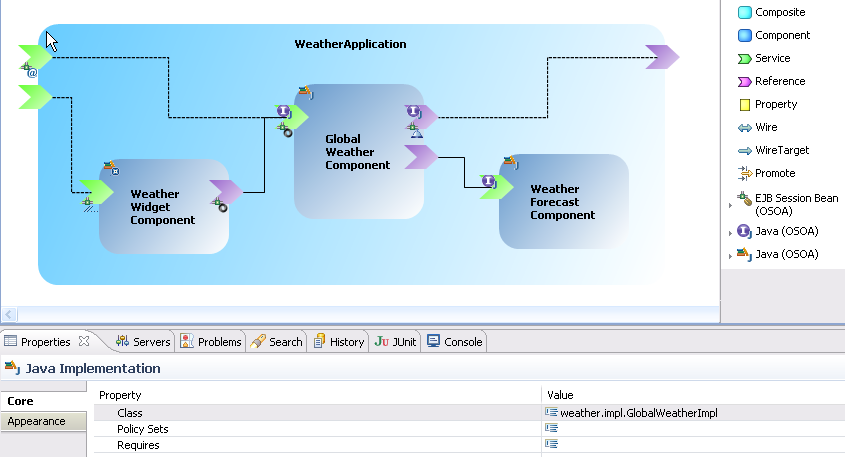 WeatherApplication
Global
Weather
Component
Weather
Widget
Component
Weather
Forecast
Component
Composite
Component
Service
Reference
Property
Wire
WireTarget
Promote
EJB Session Bean
(OSOA)
Java (OSOA)
Java (OSOA)
Properties Servers Problems Search History JUnit Console
Java Implementation
Core
Appearance
Property Value
Class weather.impl.GlobalWeatherImpl
Policy Sets
Requires